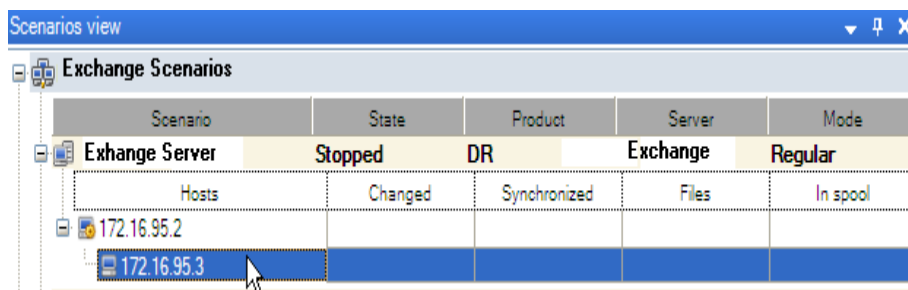 Scenarios view
Exchange Scenarios
Scenario State Product Server Mode
Exhange Server Stopped DR Exchange Regular
Hosts Changed Synchronized Files In spool
172.16.95.2
172.16.95.3